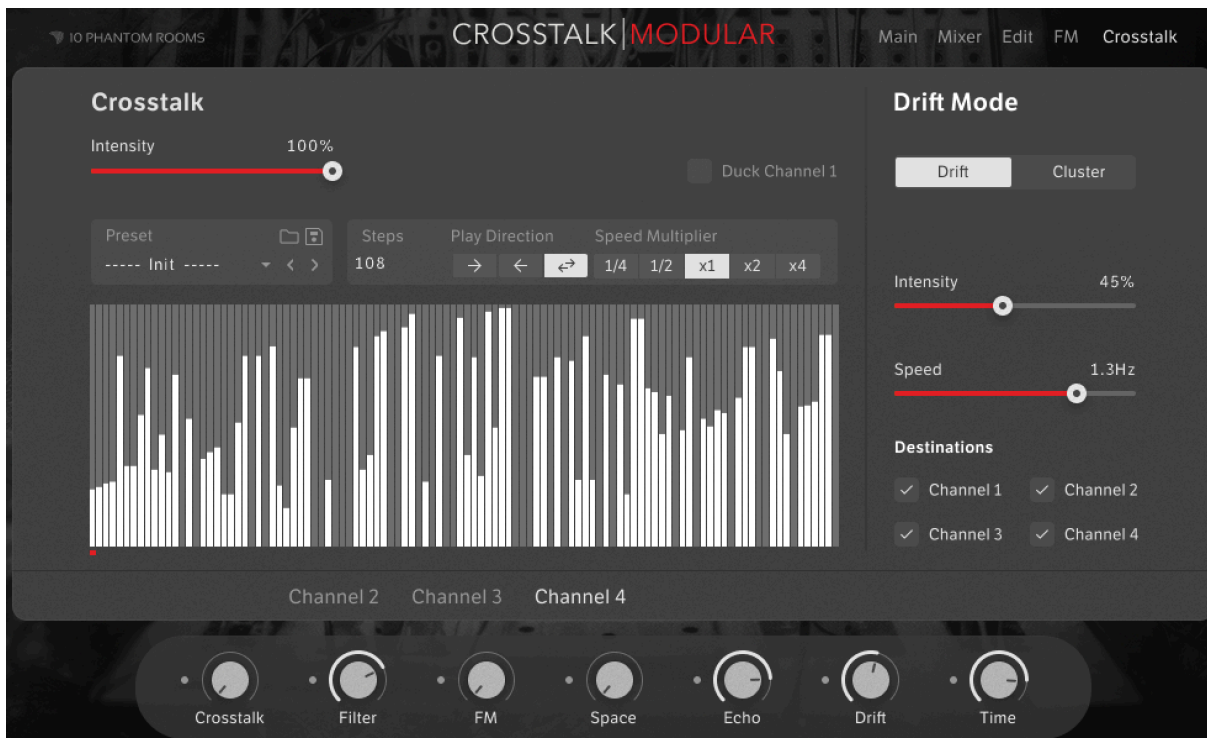 10 PHANTOM ROOMS
CROSSTALK|MODULAR
Main Mixer Edit FM Crosstalk
Crosstalk
Intensity 100%
Duck Channel 1
Preset
----- Init -----
Steps
108
Play Direction
Speed Multiplier
1/4 1/2 x1 x2 x4
Drift Mode
Drift Cluster
Intensity 45%
Speed 1.3Hz
Destinations
Channel 1 Channel 2
Channel 3 Channel 4
Channel 2 Channel 3 Channel 4
Crosstalk Filter FM Space Echo Drift Time